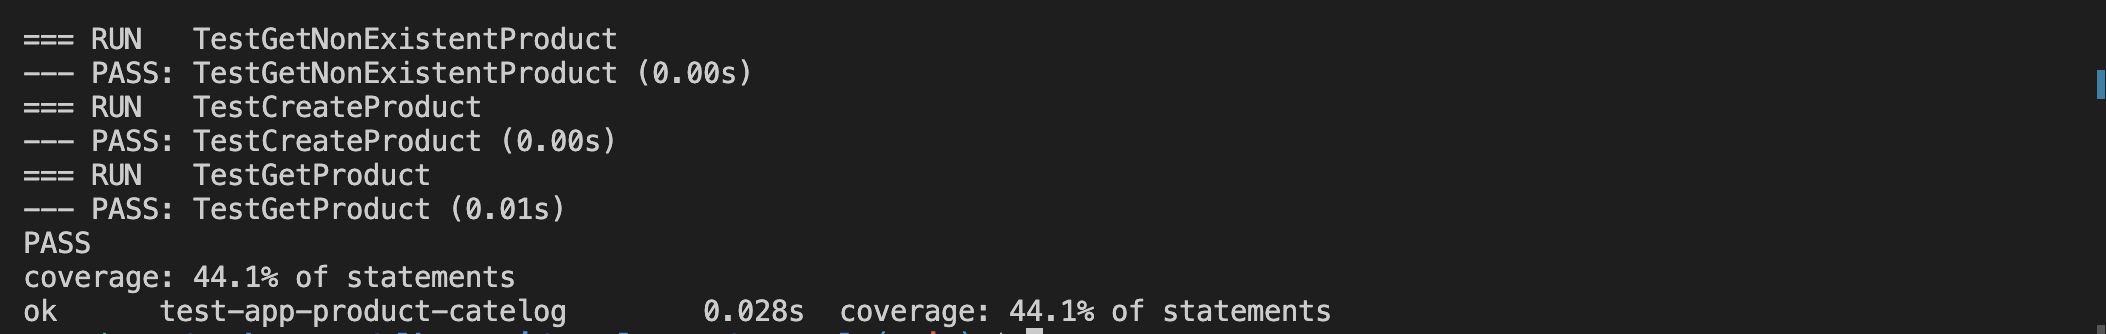 === RUN   TestGetNonExistentProduct
--- PASS: TestGetNonExistentProduct (0.00s)
=== RUN   TestCreateProduct
--- PASS: TestCreateProduct (0.00s)
=== RUN   TestGetProduct
--- PASS: TestGetProduct (0.01s)
PASS
coverage: 44.1% of statements
ok      test-app-product-catelog        0.028s  coverage: 44.1% of statements